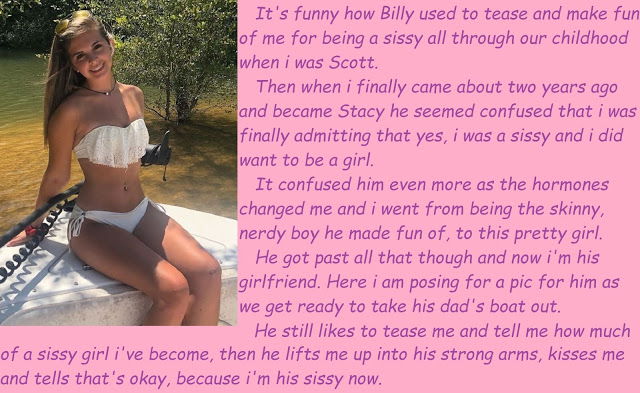 It's funny how Billy used to tease and make fun
of me for being a sissy all through our childhood
when i was Scott.
Then when i finally came about two years ago
and became Stacy he seemed confused that i was
finally admitting that yes, i was a sissy and i did
want to be a girl.
It confused him even more as the hormones
changed me and i went from being the skinny,
nerdy boy he made fun of, to this pretty girl.
He got past all that though and now i'm his
girlfriend. Here i am posing for a pic for him as
we get ready to take his dad's boat out.
He still likes to tease me and tell me how much
of a sissy girl i've become, then he lifts me up into his strong arms, kisses me
and tells that's okay, because i'm his sissy now.